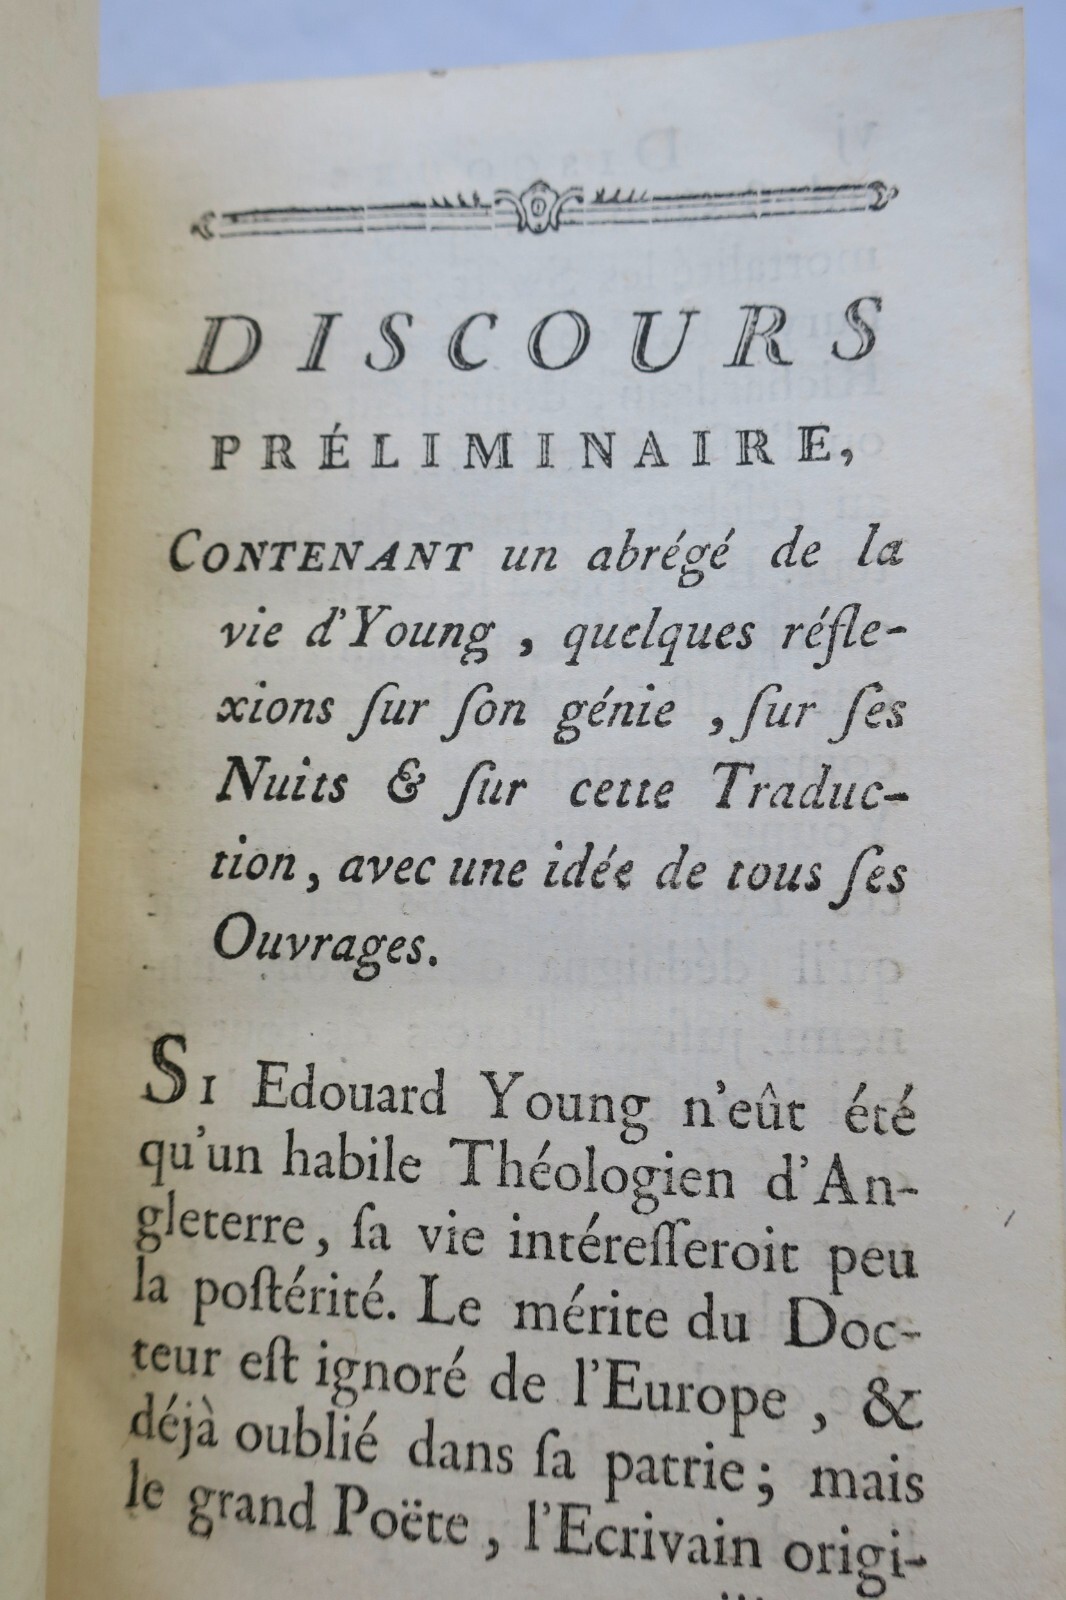 DISCOURS
PRÉLIMINAIRE,
CONTENANT un abrégé de la
vie d'Young , quelques réfle-
xions ſur ſon génie , ſur ſes
Nuits & ſur cette Traduc-
tion, avec une idée de tous ſes
Ouvrages.
SI Edouard Young n'eût été
qu'un habile Théologien d'An-
gleterre, ſa vie intéreſſeroit peu
la poſtérité. Le mérite du Doc-
teur eſt ignoré de l'Europe , &
déjà oublié dans ſa patrie; mais
le grand Poëte, l'Ecrivain origi-